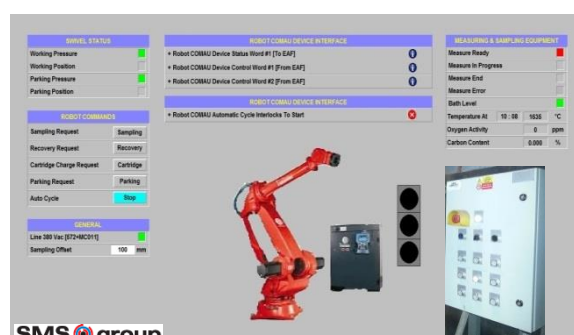 SWIVEL STATUS
Working Pressure
Working Position
Parking Pressure
Parking Position
ROBOT COMMANDS
Sampling Request Sampling
Recovery Request Recovery
Cartridge Charge Request Cartridge
Parking Request Parking
Auto Cycle Stop
GENERAL
Line 380 Vac [572+MC011]
Sampling Offset 100 mm
SMS group
ROBOT COMAU DEVICE INTERFACE
+ Robot COMAU Device Status Word #1 [To EAF]
+ Robot COMAU Device Control Word #1 [From EAF]
+ Robot COMAU Device Control Word #2 [From EAF]
ROBOT COMAU DEVICE INTERFACE
+ Robot COMAU Automatic Cycle Interlocks To Start
MEASURING & SAMPLING EQUIPMENT
Measure Ready
Measure In Progress
Measure End
Measure Error
Bath Level
Temperature At 10 : 08 1636 °C
Oxygen Activity 0 ppm
Carbon Content 0.000 %